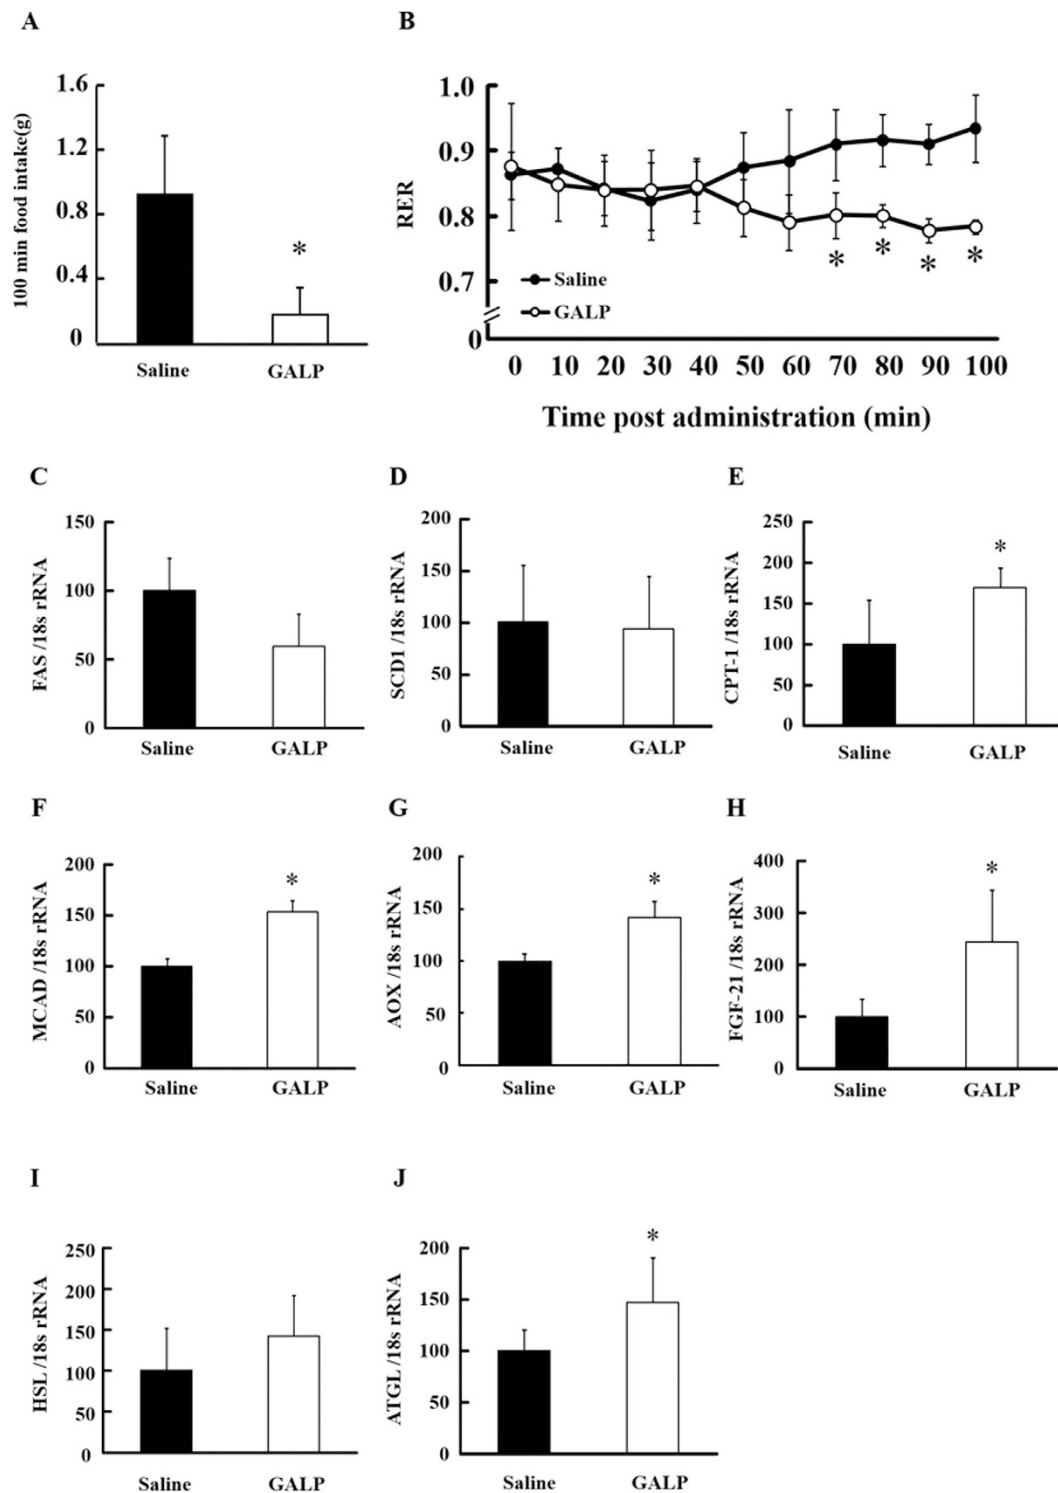 A
B
1.6
1.2
0.8
0.4
0
100 min food intake(g)
*
Saline
GALP
1.0
0.9
0.8
0.7
0
RER
Saline
GALP
* * * *
0 10 20 30 40 50 60 70 80 90 100
Time post administration (min)
C
D
E
150
100
50
0
FAS /18s rRNA
Saline
GALP
200
150
100
50
0
SCD1 /18s rRNA
Saline
GALP
250
200
150
100
50
0
CPT-1 /18s rRNA
*
Saline
GALP
F
G
H
200
150
100
50
0
MCAD /18s rRNA
*
Saline
GALP
200
150
100
50
0
AOX /18s rRNA
*
Saline
GALP
400
300
200
100
0
FGF-21 /18s rRNA
*
Saline
GALP
I
J
250
200
150
100
50
0
HSL /18s rRNA
Saline
GALP
200
150
100
50
0
ATGL /18s rRNA
*
Saline
GALP